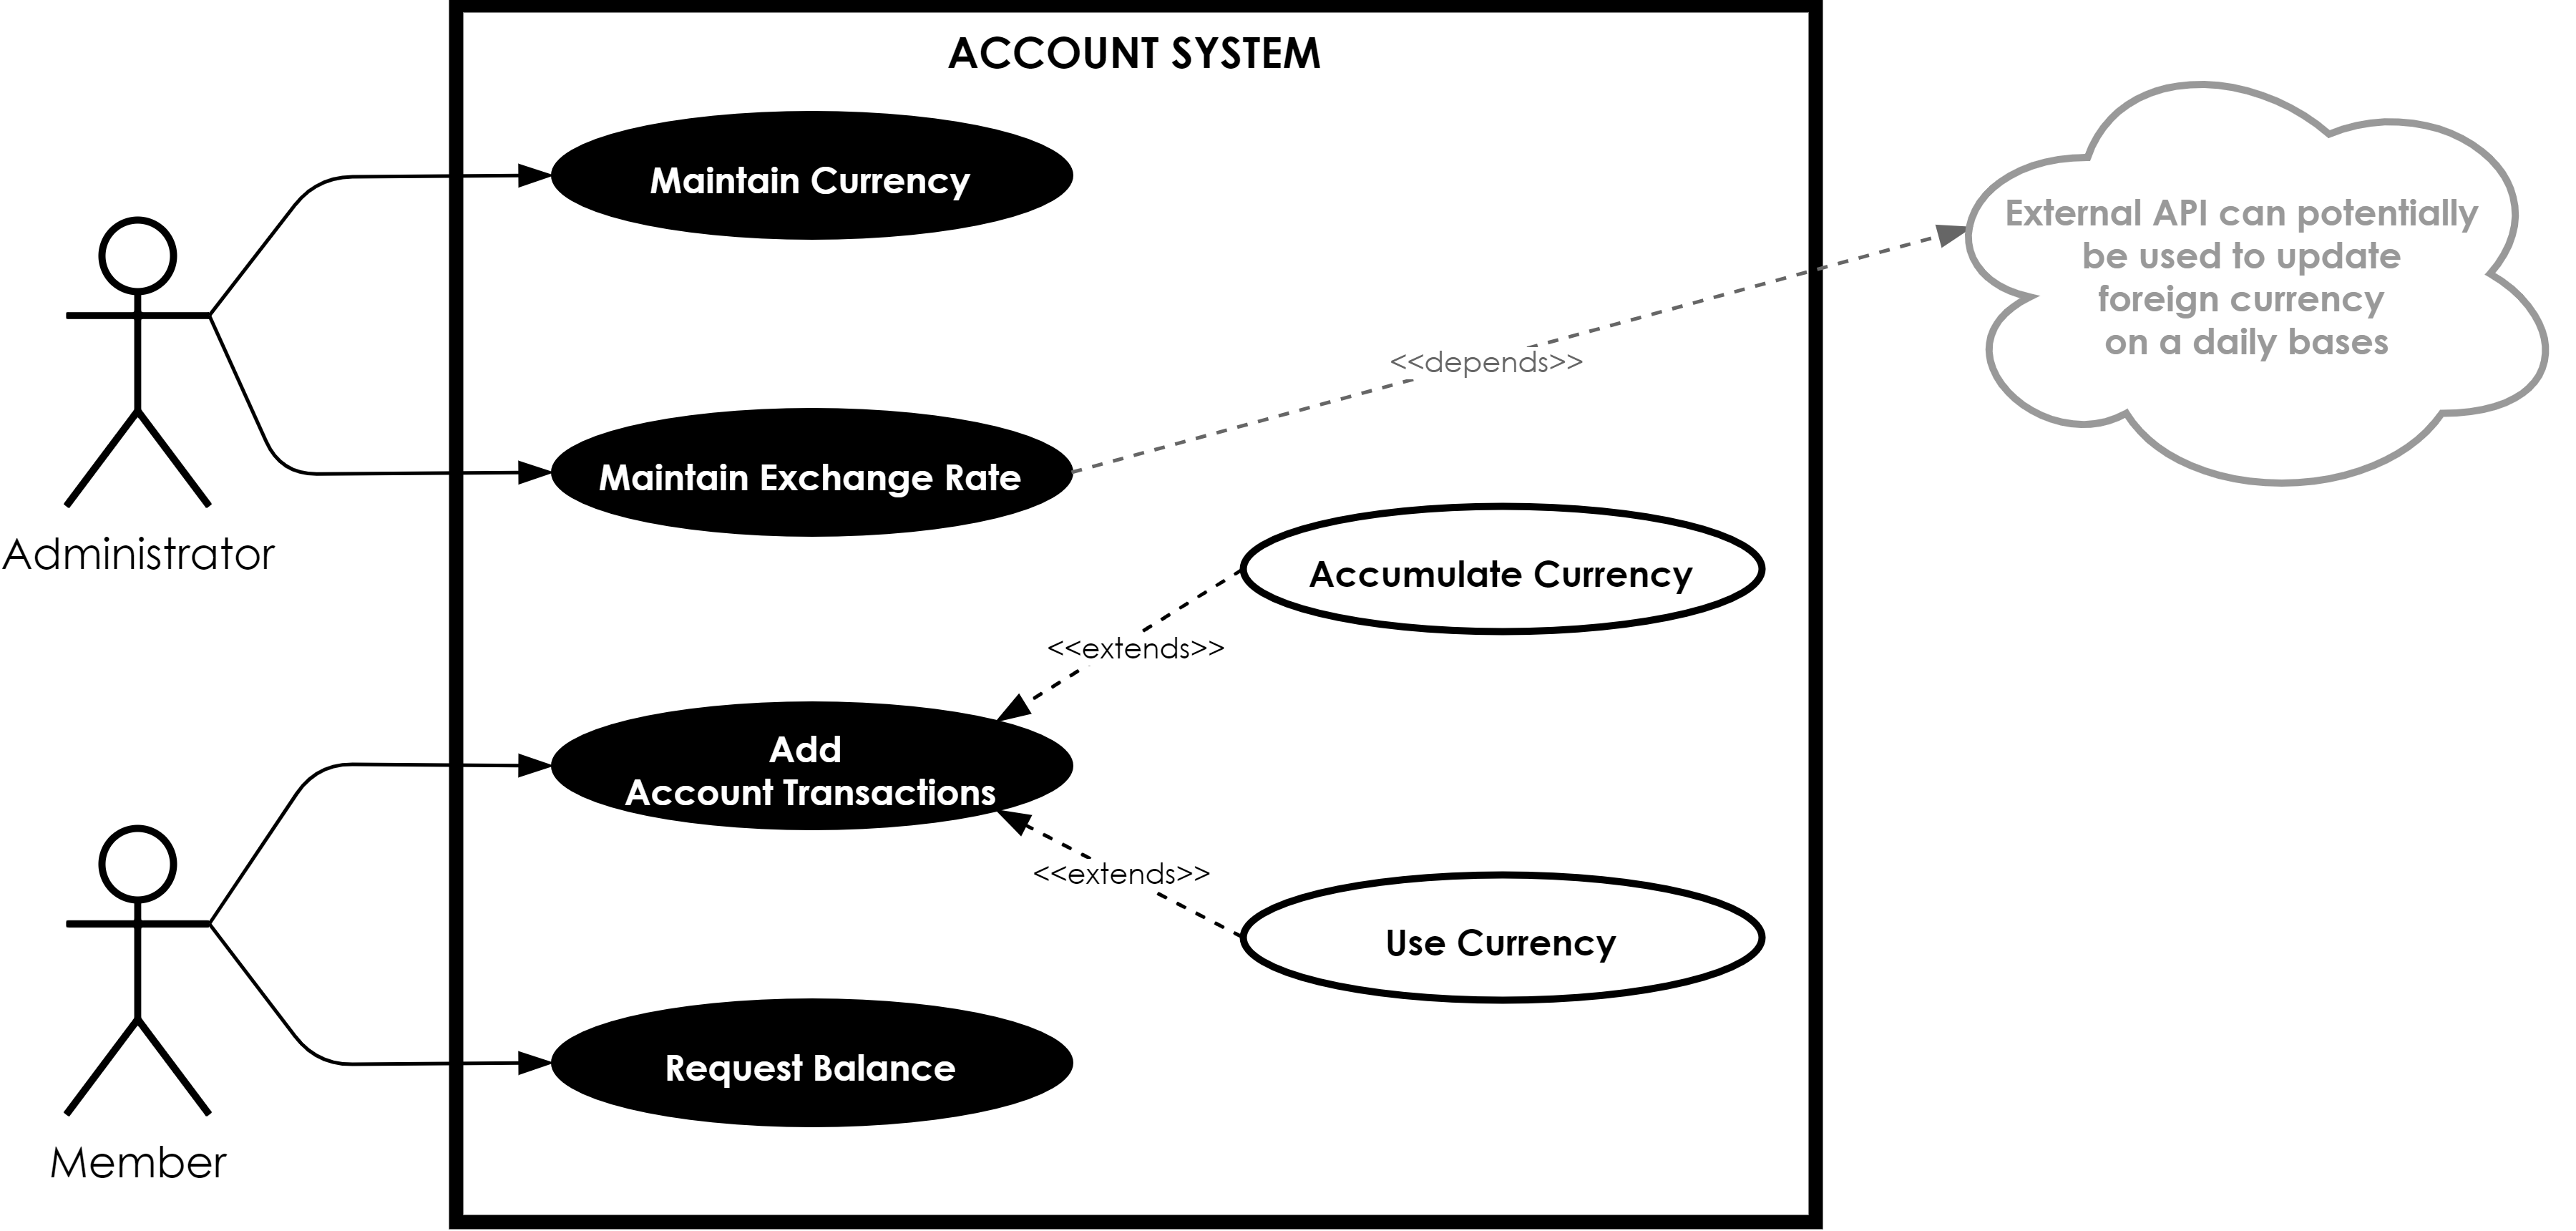 ACCOUNT SYSTEM
Maintain Currency
External API can potentially
be used to update
foreign currency
on a daily bases
<<depends>>
Maintain Exchange Rate
Administrator
Accumulate Currency
<<extends>>
Add
Account Transactions
<<extends>>
Use Currency
Request Balance
Member